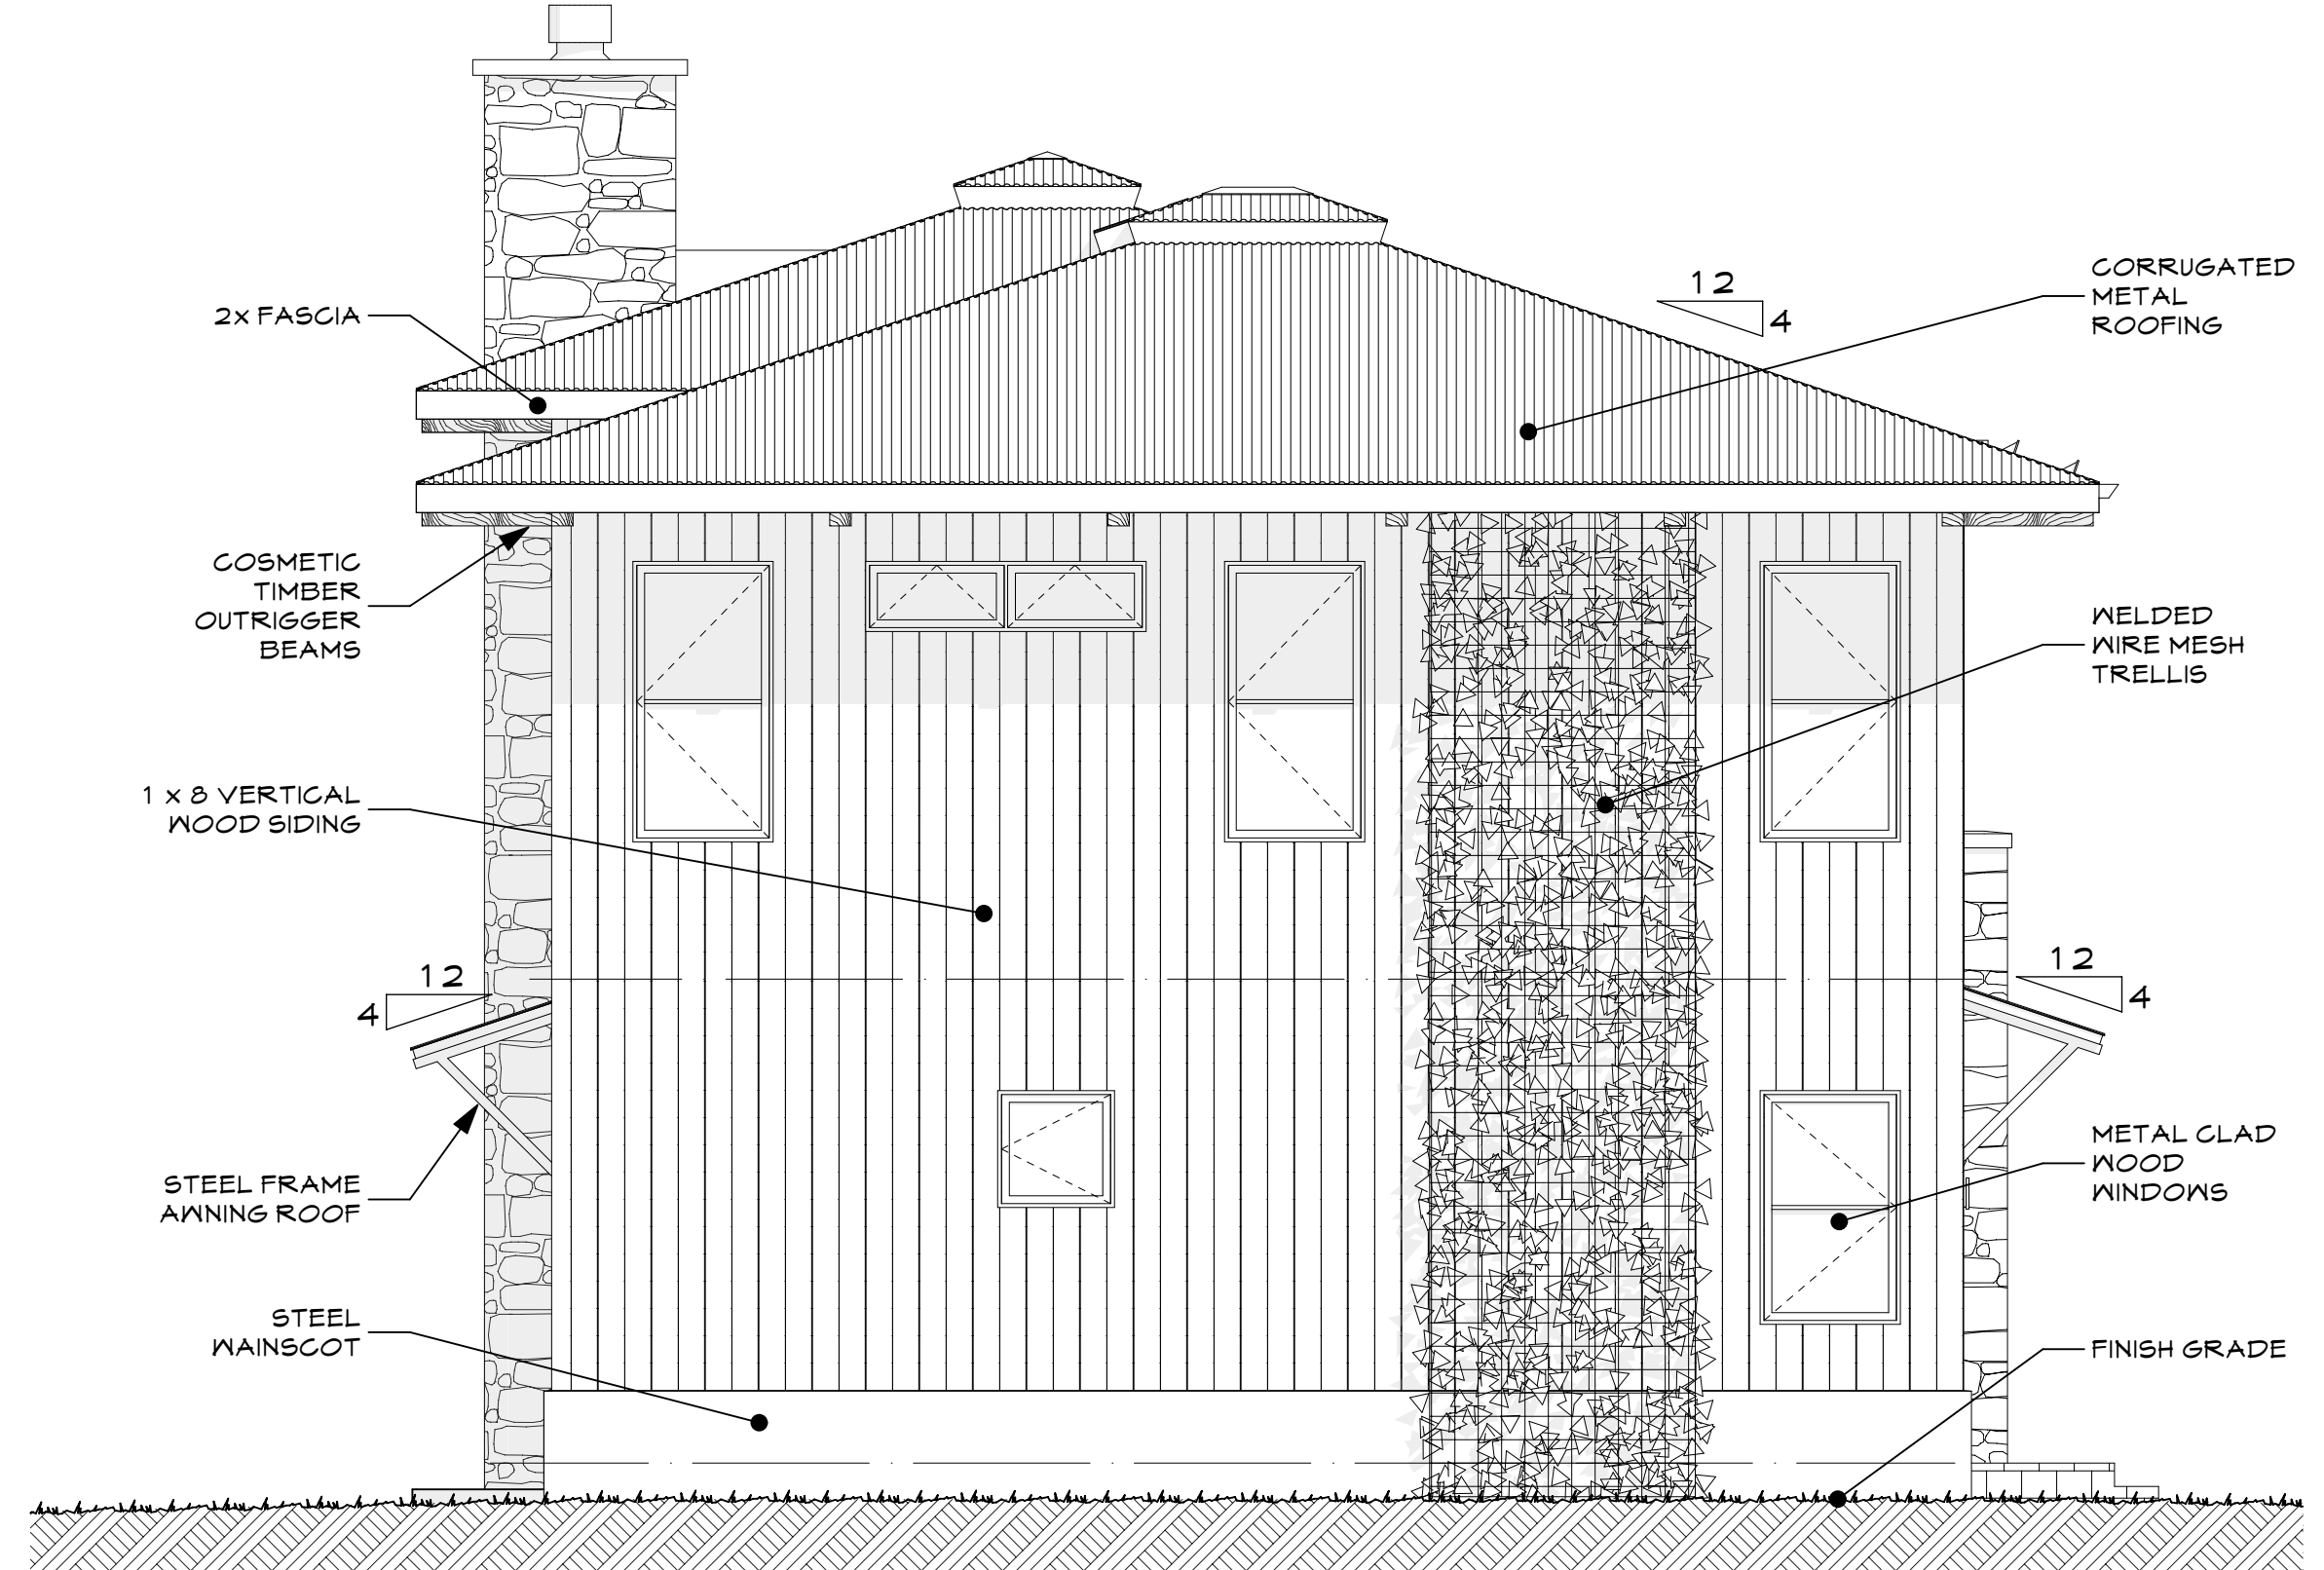 12
4
CORRUGATED
METAL
ROOFING
2x FASCIA
COSMETIC
TIMBER
OUTRIGGER
BEAMS
WELDED
WIRE MESH
TRELLIS
1 x 8 VERTICAL
WOOD SIDING
12
4
12
4
STEEL FRAME
AWNING ROOF
METAL CLAD
WOOD
WINDOWS
STEEL
WAINSCOT
FINISH GRADE